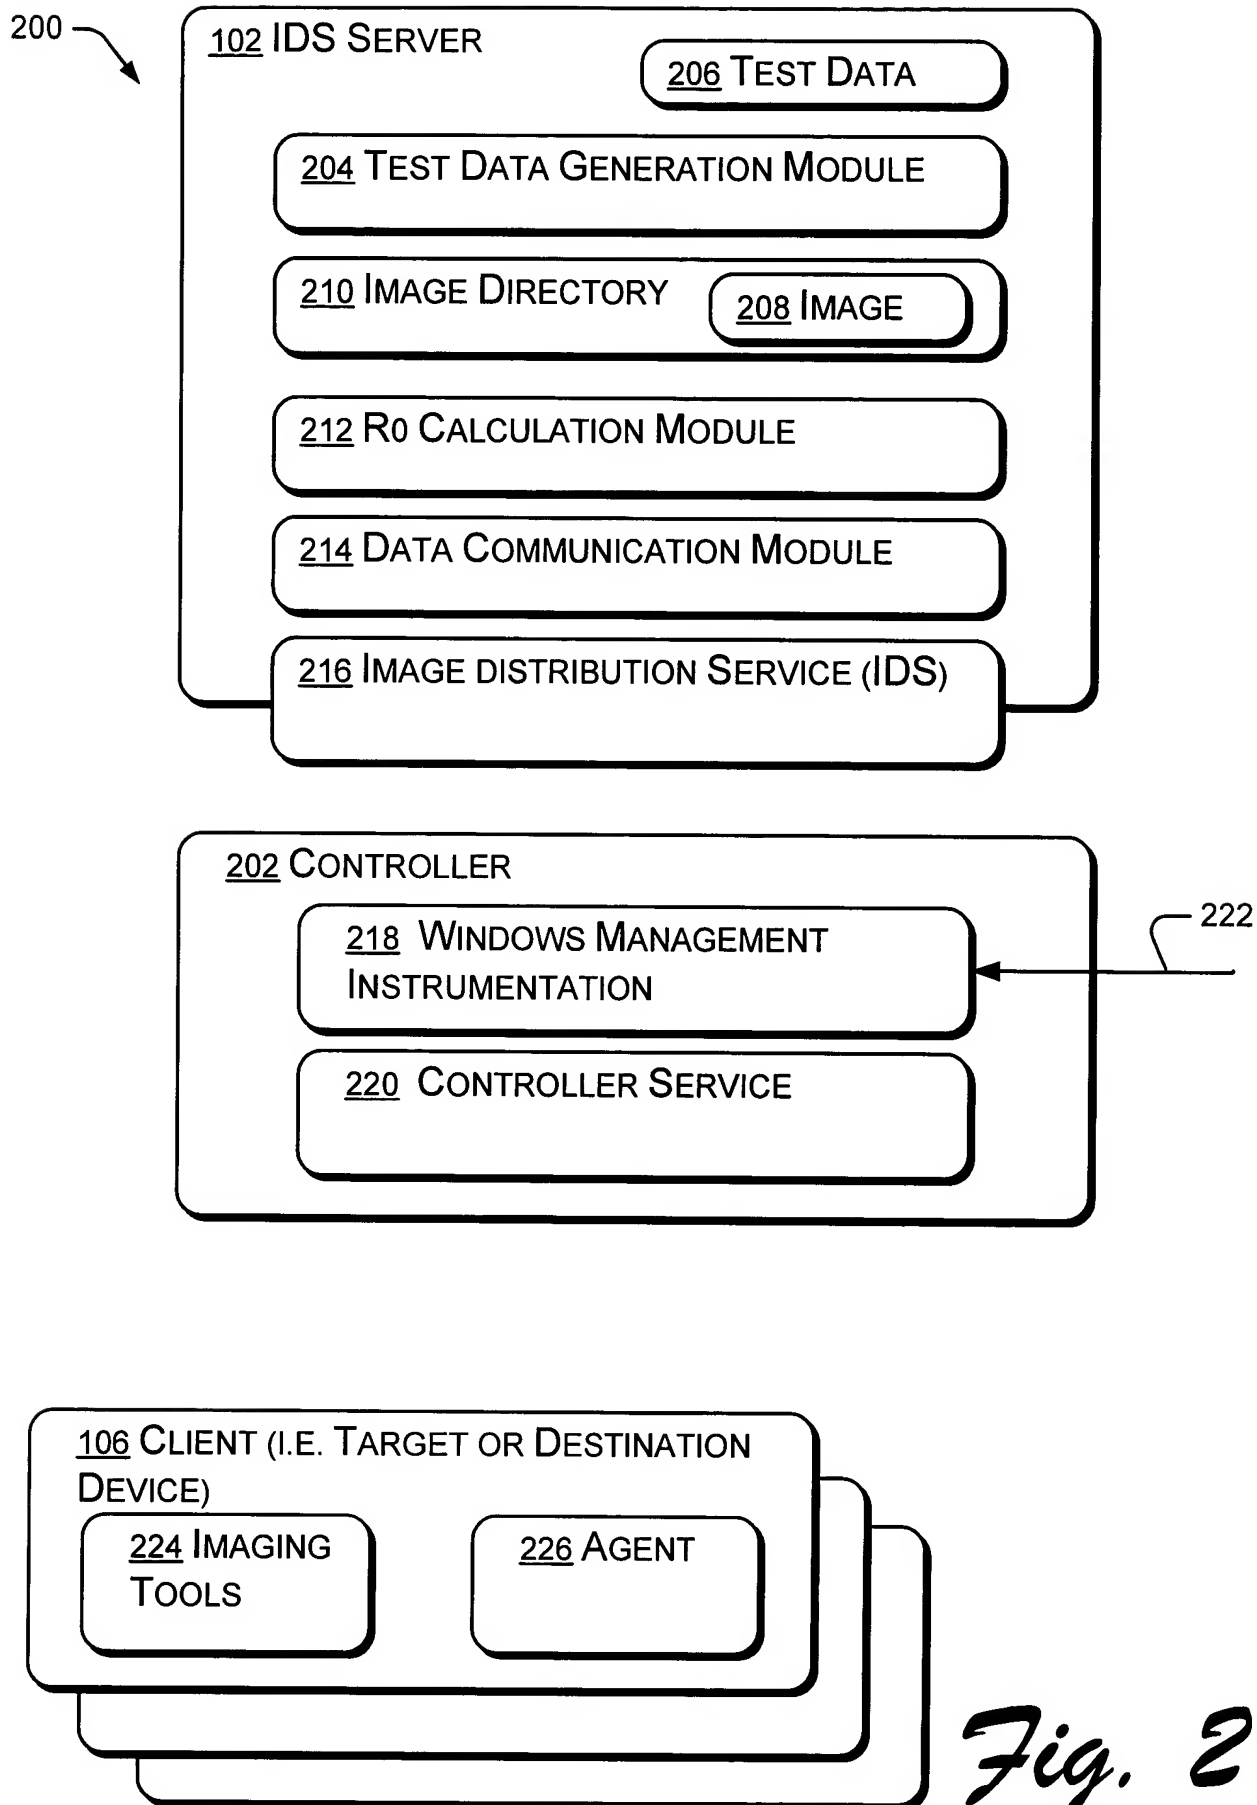 200
102 IDS SERVER
206 TEST DATA
204 TEST DATA GENERATION MODULE
210 IMAGE DIRECTORY
208 IMAGE
212 R0 CALCULATION MODULE
214 DATA COMMUNICATION MODULE
216 IMAGE DISTRIBUTION SERVICE (IDS)
202 CONTROLLER
218 WINDOWS MANAGEMENT
INSTRUMENTATION
222
220 CONTROLLER SERVICE
106 CLIENT (I.E. TARGET OR DESTINATION
DEVICE)
224 IMAGING
TOOLS
226 AGENT
Fig. 2